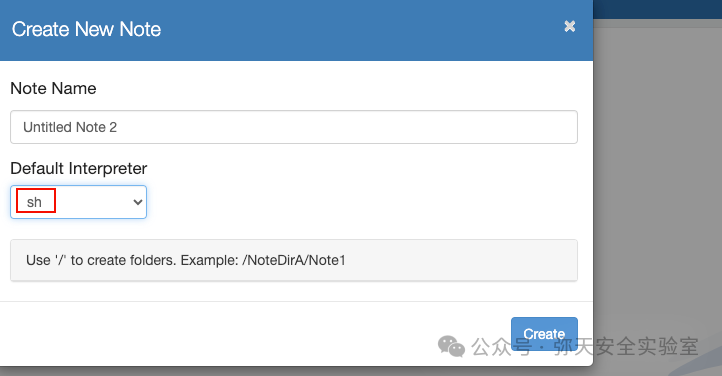 Create New Note
×
Note Name
Untitled Note 2
Default Interpreter
sh
Use '/' to create folders. Example: /NoteDirA/Note1
Create
公众号 · 弥天安全实验室